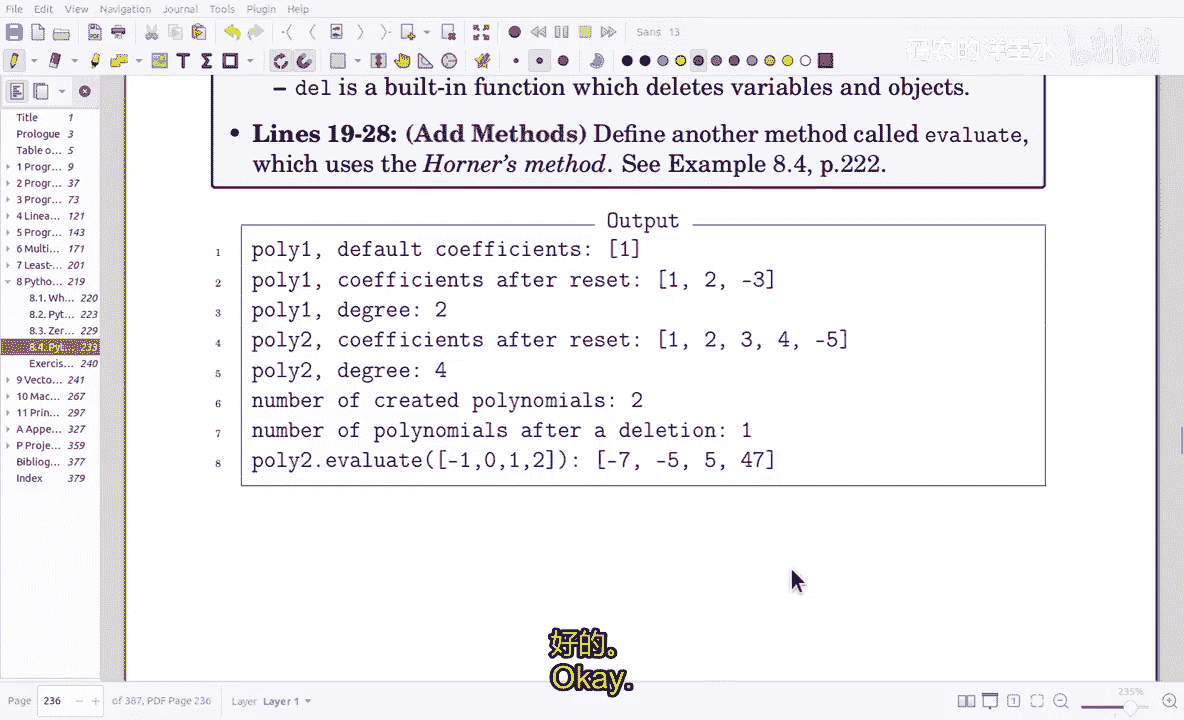 File Edit View Navigation Journal Tools Plugin Help
Sans 13
Title 1
Prologue 3
Table o... 5
1 Progr... 9
2 Progr... 37
3 Progr... 73
4 Linea... 121
5 Progr... 143
6 Multi... 171
7 Least-... 201
8 Pytho... 219
8.1. Wh... 220
8.2. Pyt... 223
8.3. Zer... 229
8.4. Pyt... 233
Exercis... 240
9 Vecto... 241
10 Mac... 267
11 Prin... 297
A Appe... 327
P Proje... 359
Bibliog... 377
Index 379
– del is a built-in function which deletes variables and objects.
• Lines 19-28: (Add Methods) Define another method called evaluate,
which uses the Horner's method. See Example 8.4, p.222.
Output
1 poly1, default coefficients: [1]
2 poly1, coefficients after reset: [1, 2, -3]
3 poly1, degree: 2
4 poly2, coefficients after reset: [1, 2, 3, 4, -5]
5 poly2, degree: 4
6 number of created polynomials: 2
7 number of polynomials after a deletion: 1
8 poly2.evaluate([-1,0,1,2]): [-7, -5, 5, 47]
好的。
Okay.
Page 236 of 387, PDF Page 236 Layer Layer 1 235%